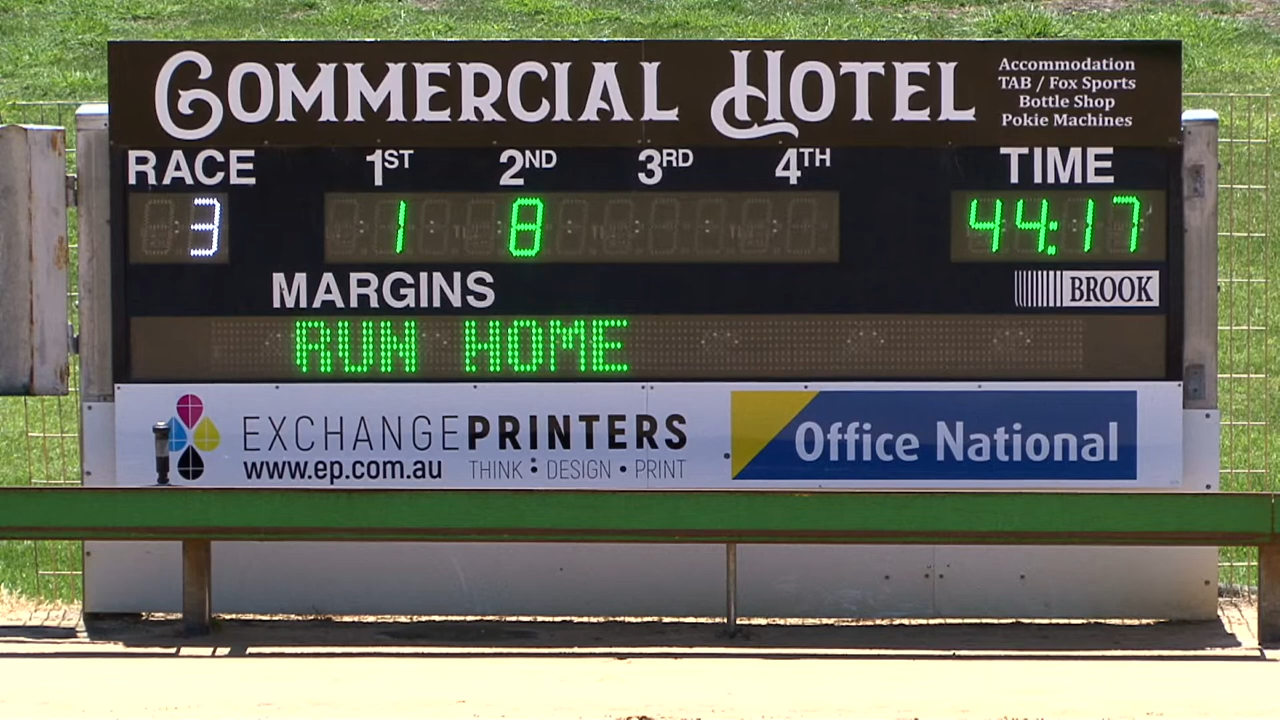 COMMERCIAL HOTEL
Accommodation
TAB / Fox Sports
Bottle Shop
Pokie Machines
RACE 1ST 2ND 3RD 4TH TIME
3 1 8 44:17
MARGINS
BROOK
RUN HOME
EXCHANGEPRINTERS
www.ep.com.au THINK • DESIGN • PRINT
Office National